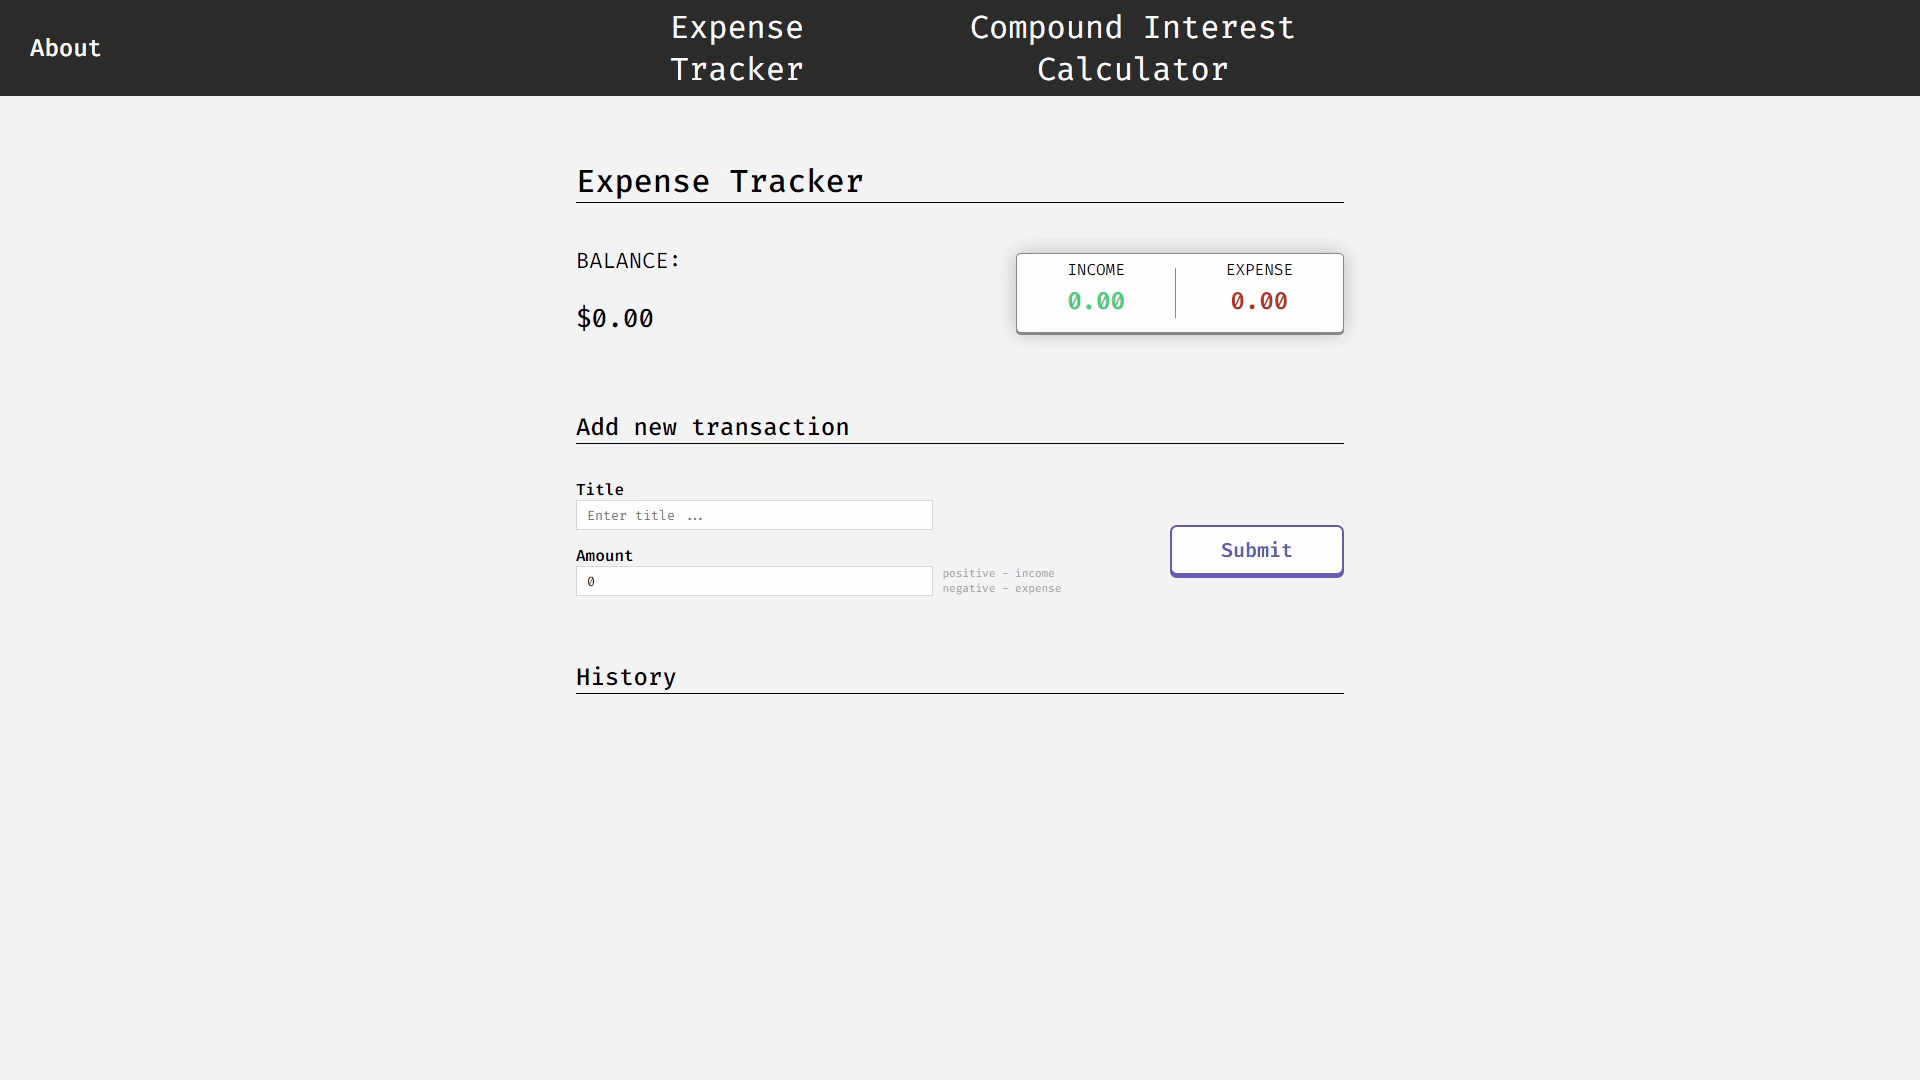 About
Expense
Tracker
Compound Interest
Calculator
Expense Tracker
BALANCE:
$0.00
INCOME
0.00
EXPENSE
0.00
Add new transaction
Title
Enter title ...
Amount
0
positive - income
negative - expense
Submit
History